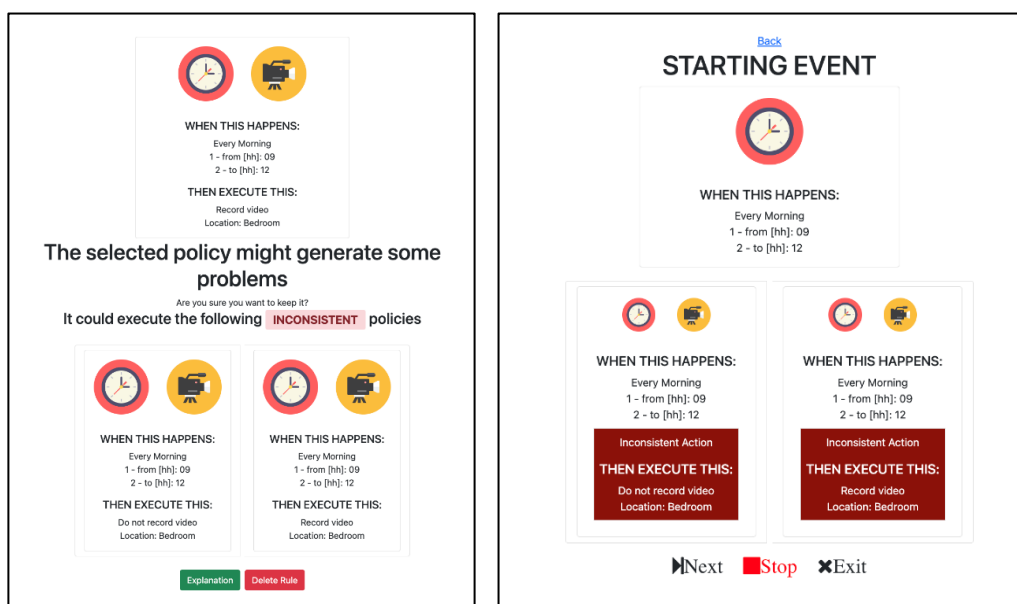 WHEN THIS HAPPENS:
Every Morning
1 - from [hh]: 09
2 - to [hh]: 12
THEN EXECUTE THIS:
Record video
Location: Bedroom
The selected policy might generate some
problems
Are you sure you want to keep it?
It could execute the following INCONSISTENT policies
WHEN THIS HAPPENS:
Every Morning
1 - from [hh]: 09
2 - to [hh]: 12
THEN EXECUTE THIS:
Do not record video
Location: Bedroom
WHEN THIS HAPPENS:
Every Morning
1 - from [hh]: 09
2 - to [hh]: 12
THEN EXECUTE THIS:
Record video
Location: Bedroom
Explanation
Delete Rule
Back
STARTING EVENT
WHEN THIS HAPPENS:
Every Morning
1 - from [hh]: 09
2 - to [hh]: 12
WHEN THIS HAPPENS:
Every Morning
1 - from [hh]: 09
2 - to [hh]: 12
Inconsistent Action
THEN EXECUTE THIS:
Do not record video
Location: Bedroom
WHEN THIS HAPPENS:
Every Morning
1 - from [hh]: 09
2 - to [hh]: 12
Inconsistent Action
THEN EXECUTE THIS:
Record video
Location: Bedroom
Next
Stop
Exit